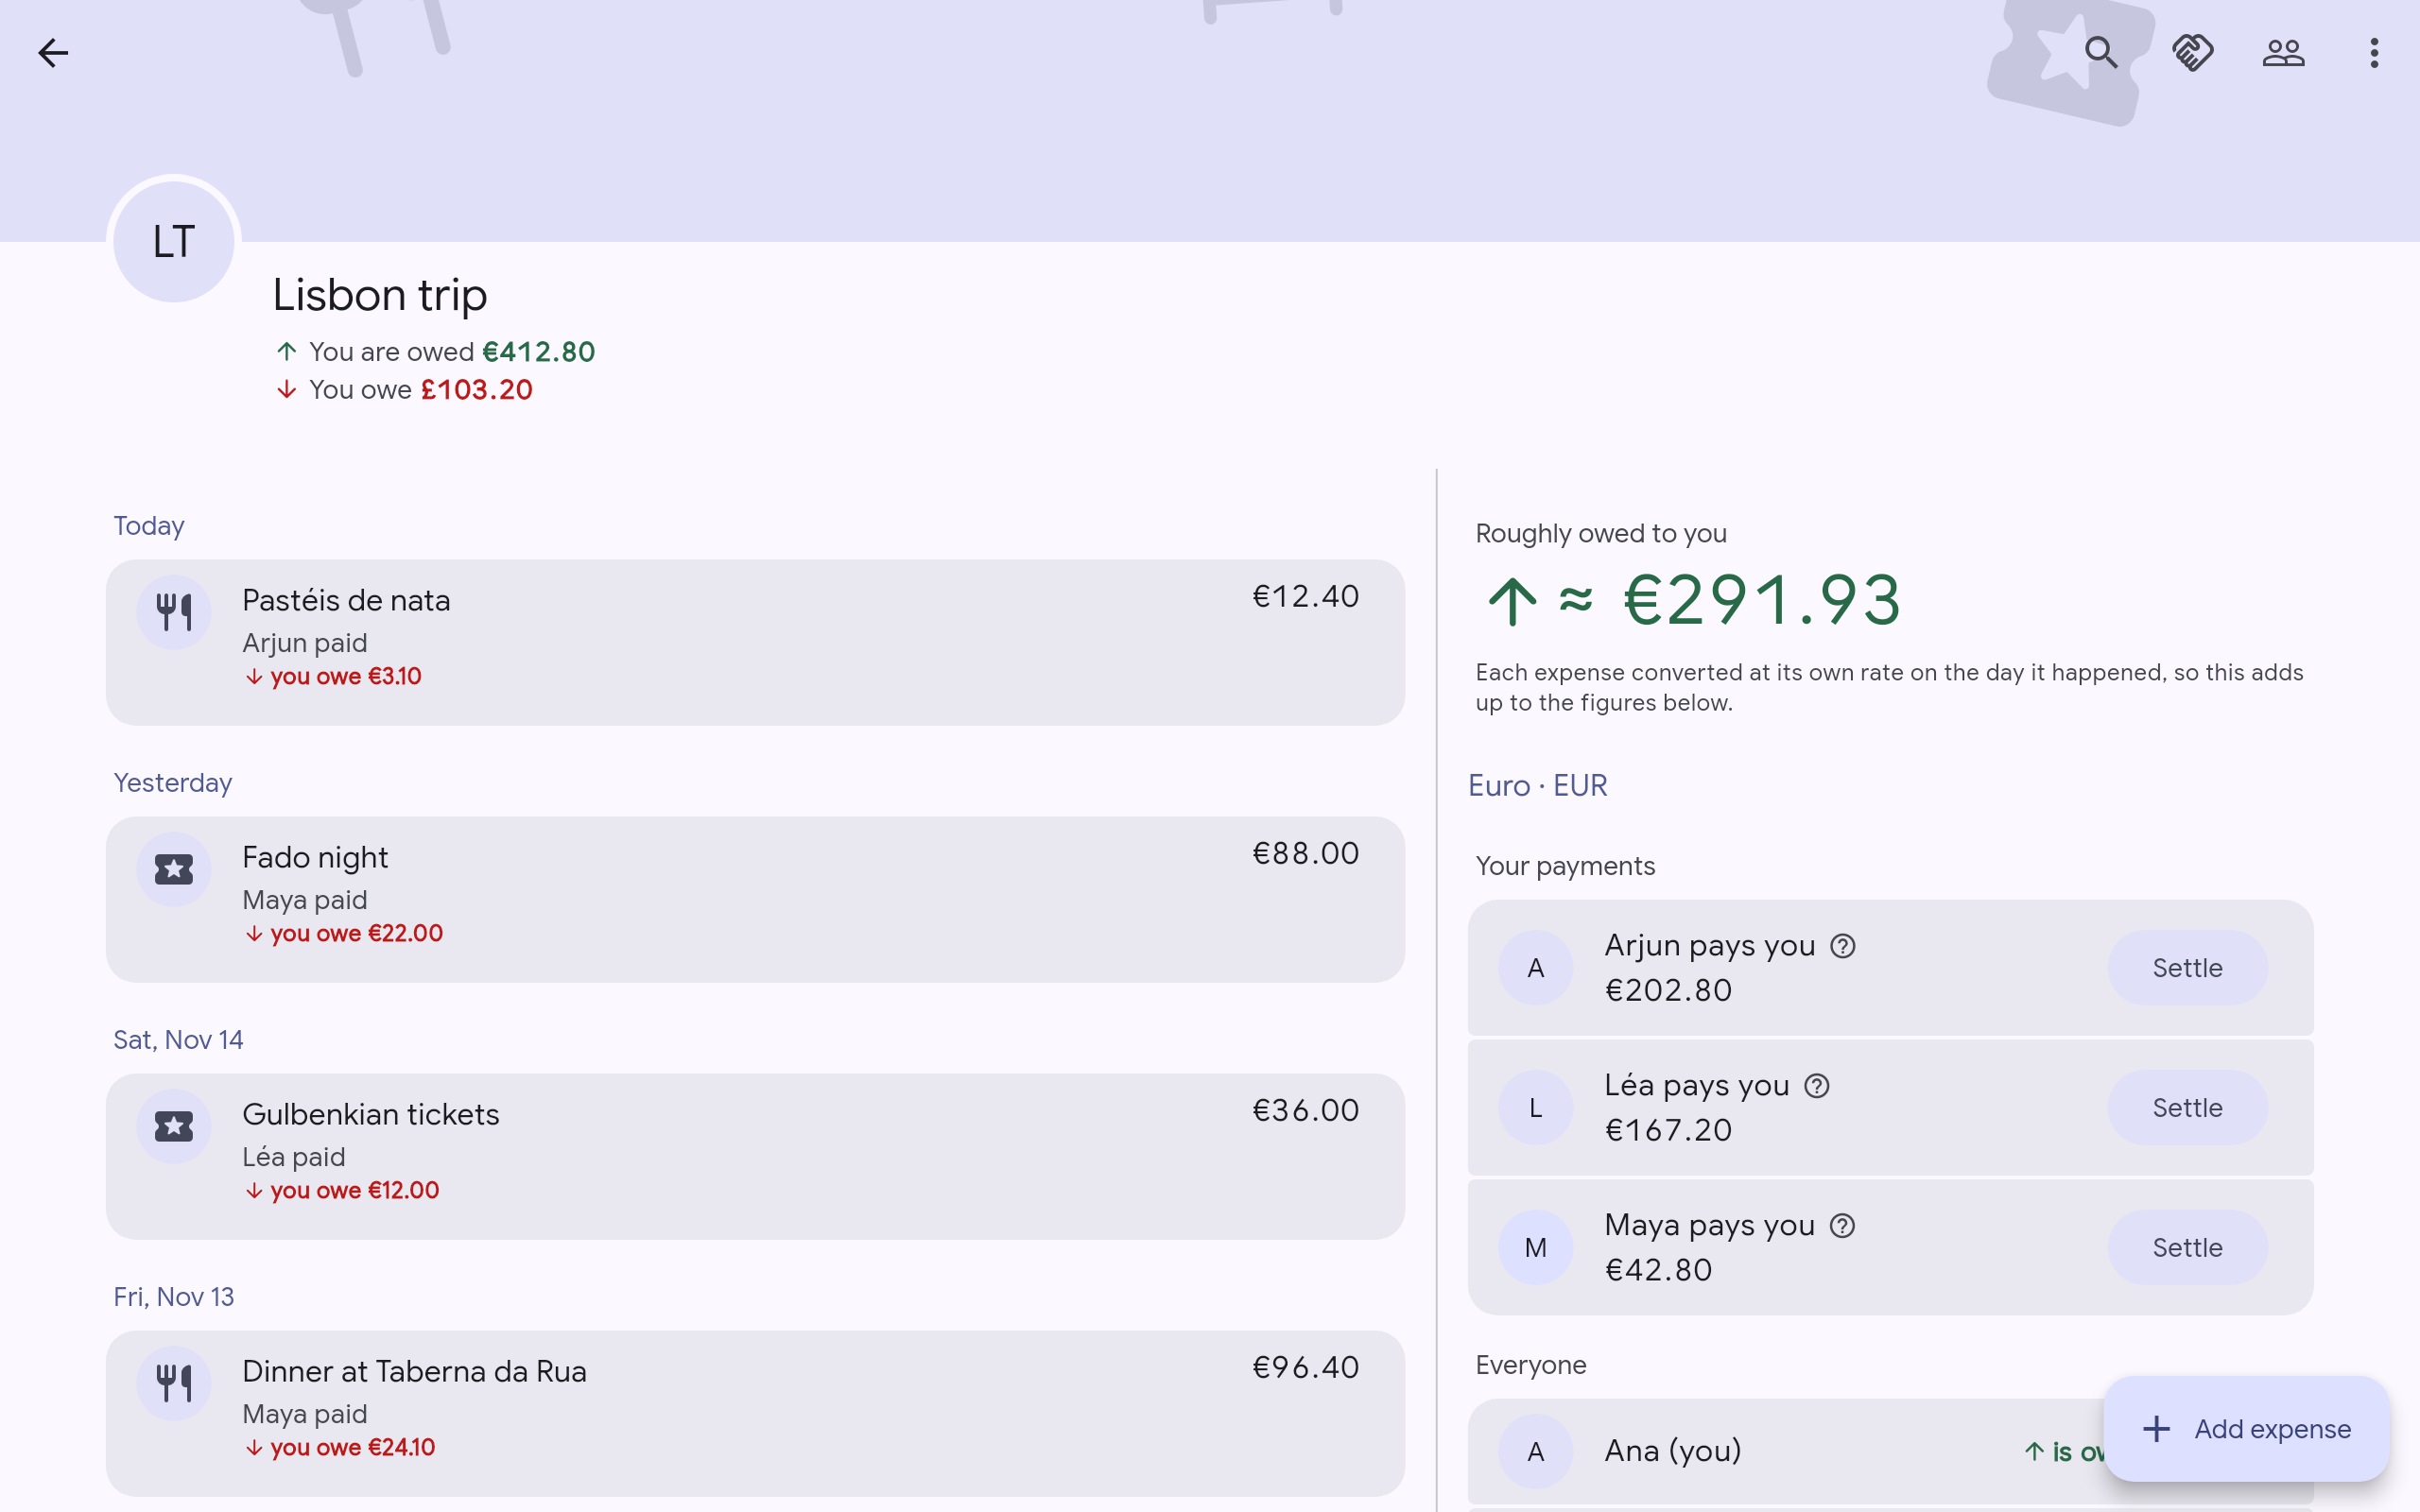 LT
Lisbon trip
You are owed €412.80
You owe £103.20
Today
Pastéis de nata
€12.40
Arjun paid
you owe €3.10
Yesterday
Fado night
€88.00
Maya paid
you owe €22.00
Sat, Nov 14
Gulbenkian tickets
€36.00
Léa paid
you owe €12.00
Fri, Nov 13
Dinner at Taberna da Rua
€96.40
Maya paid
you owe €24.10
Roughly owed to you
≈ €291.93
Each expense converted at its own rate on the day it happened, so this adds
up to the figures below.
Euro · EUR
Your payments
A
Arjun pays you
€202.80
Settle
L
Léa pays you
€167.20
Settle
M
Maya pays you
€42.80
Settle
Everyone
A
Ana (you)
is
Add expense